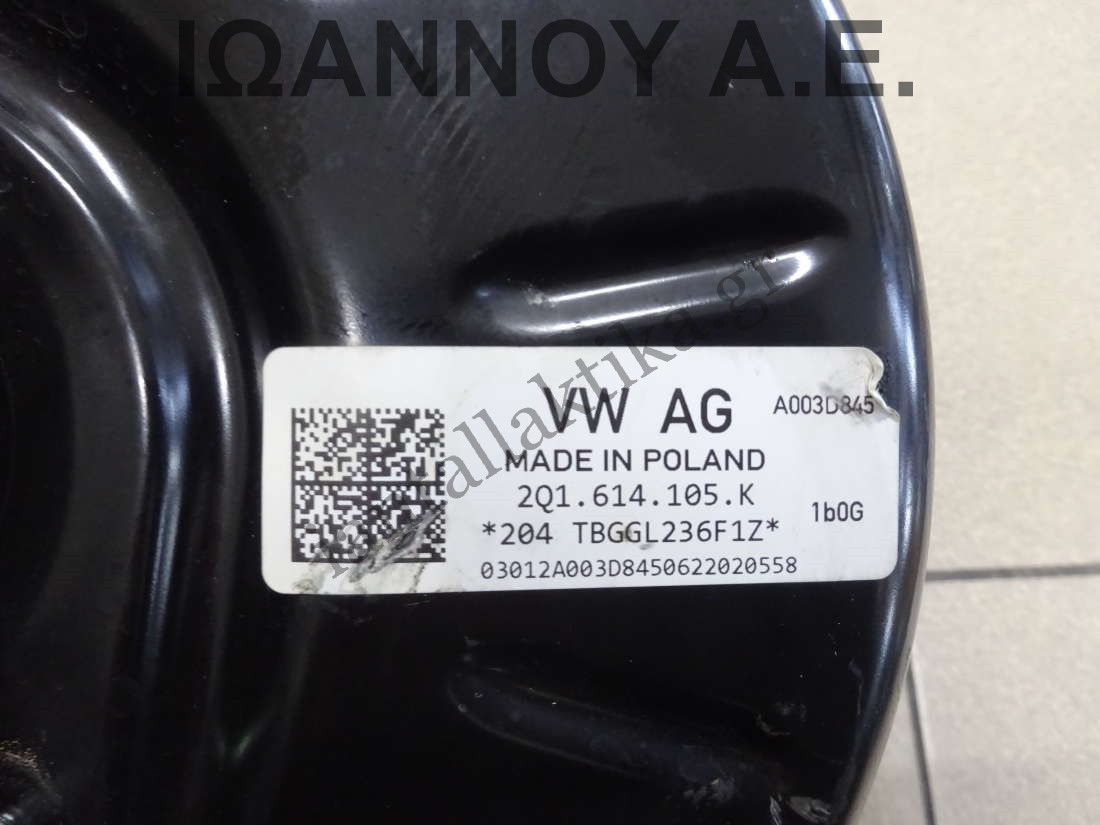 ΙΩΑΝΝΟΥ Α.Ε.
VW AG
A003D845
MADE IN POLAND
2Q1.614.105.K
1b0G
*204 TBGGL236F1Z*
03012A003D8450622020558